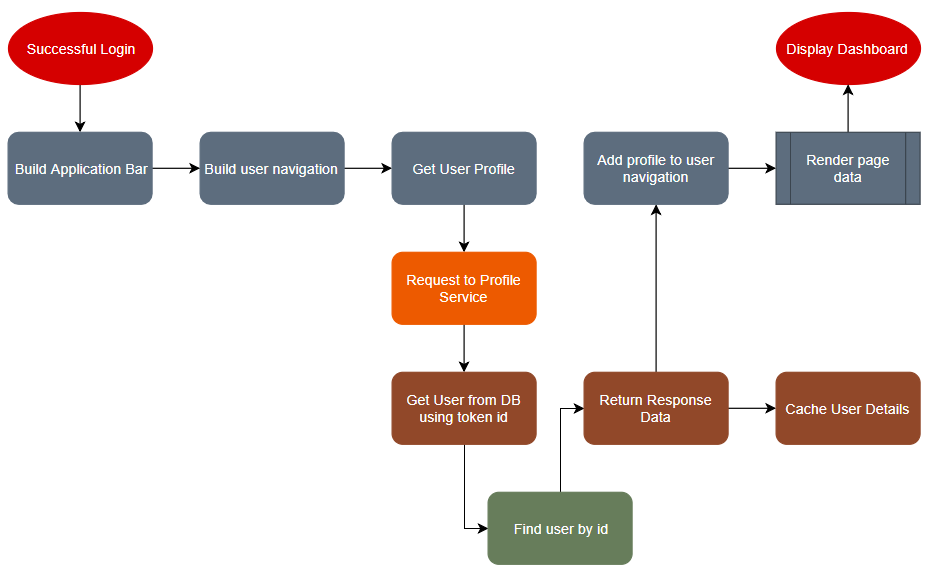 Successful Login
Display Dashboard
Build Application Bar
Build user navigation
Get User Profile
Add profile to user
navigation
Render page
data
Request to Profile
Service
Get User from DB
using token id
Return Response
Data
Cache User Details
Find user by id